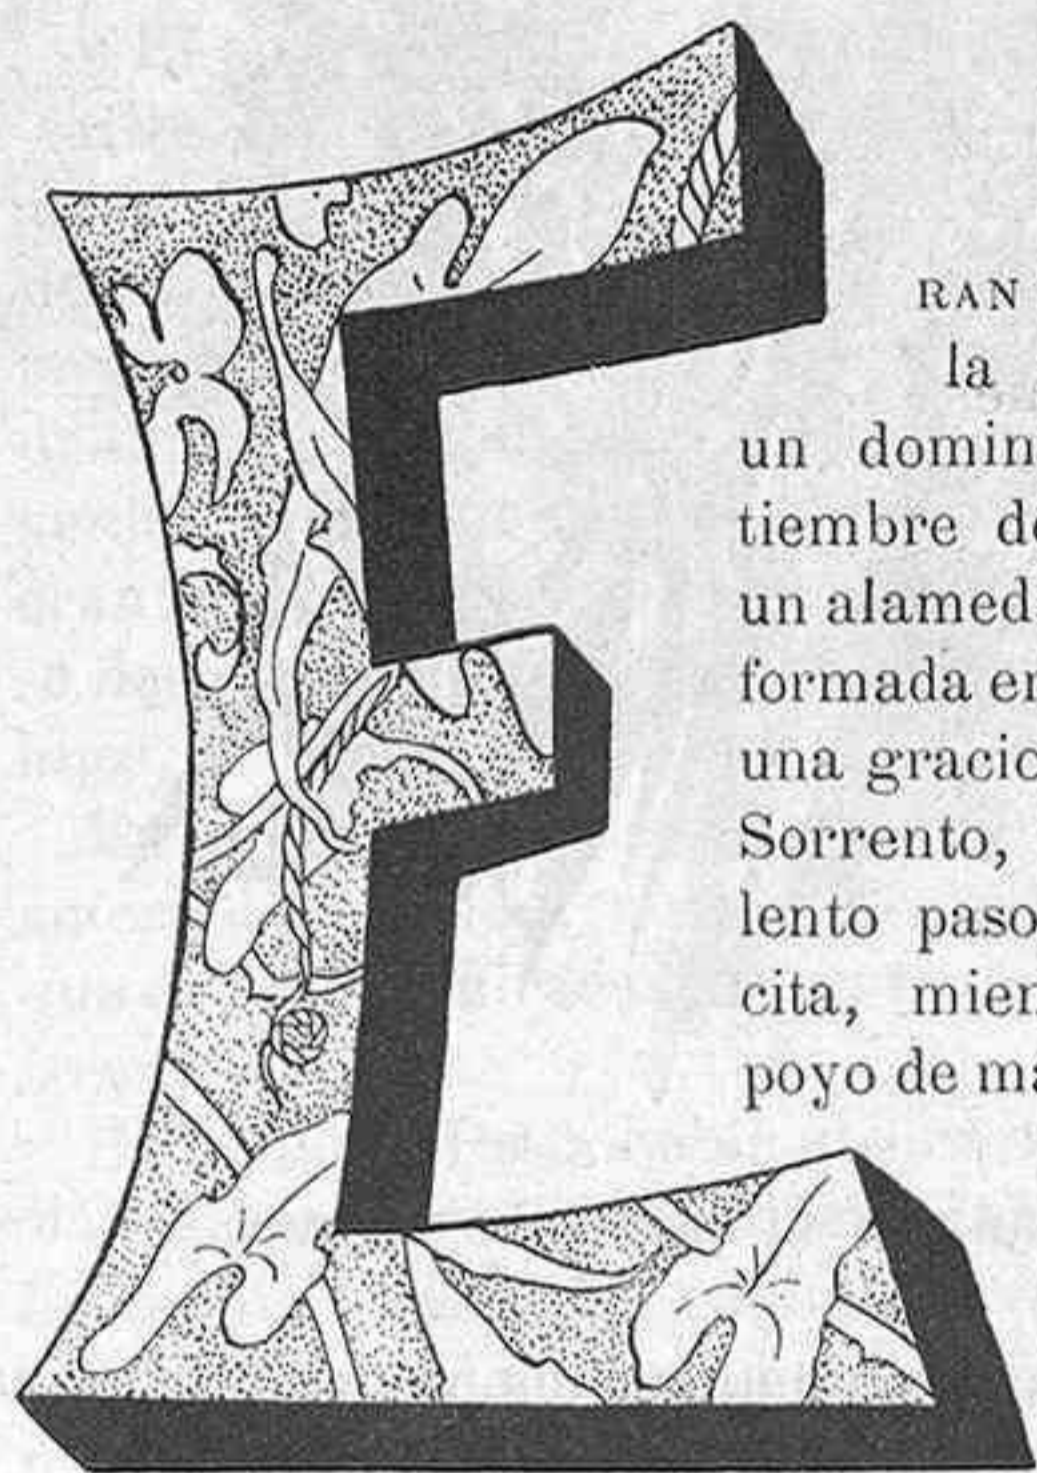 E
RAN
la
un domin
tiembre de
un alamed
formada en
una gracio
Sorrento,
lento paso
cita, mien
poyo de ma